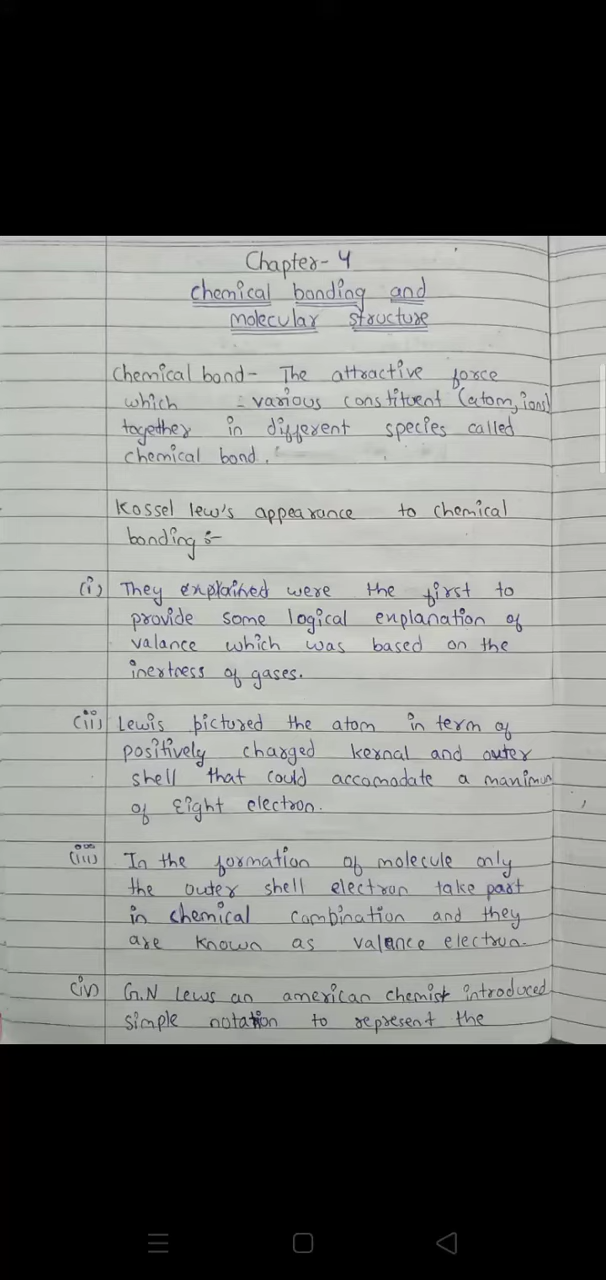 Chapter-4
chemical bonding and
molecular structure
Chemical bond- The attractive force
which = various constituent (atom, ions)
together in different species called
chemical bond.
Kossel lew's appearance to chemical
bonding :-
(i) They explained were the first to
provide some logical enplanation of
valance which was based on the
inertness of gases.
(ii) Lewis pictured the atom in term of
positively charged kernal and outer
shell that could accomodate a manimum
of Eight electron.
(iii) In the formation of molecule only
the outer shell electron take part
in chemical combination and they
are known as valence electron.
(iv) G.N Lews an american chemist introduced
simple notation to represent the